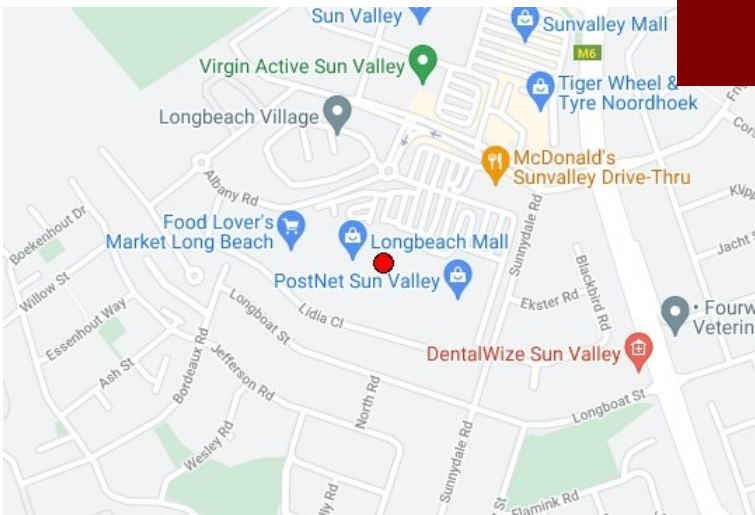 Sun Valley
Sunvalley Mall
M6
Virgin Active Sun Valley
Tiger Wheel &
Tyre Noordhoek
Longbeach Village
McDonald's
Sunvalley Drive-Thru
Albany Rd
Food Lover's
Market Long Beach
Longbeach Mall
PostNet Sun Valley
Sunnydale Rd
Boekenhout Dr
Willow St
Essenhout Way
Ash St
Bordeaux Rd
Longboat St
Lidia Cl
Ekster Rd
Blackbird Rd
Jacht
DentalWize Sun Valley
Jefferson Rd
North Rd
Wesley Rd
Longboat St
Sunnydale Rd
Flamink Rd